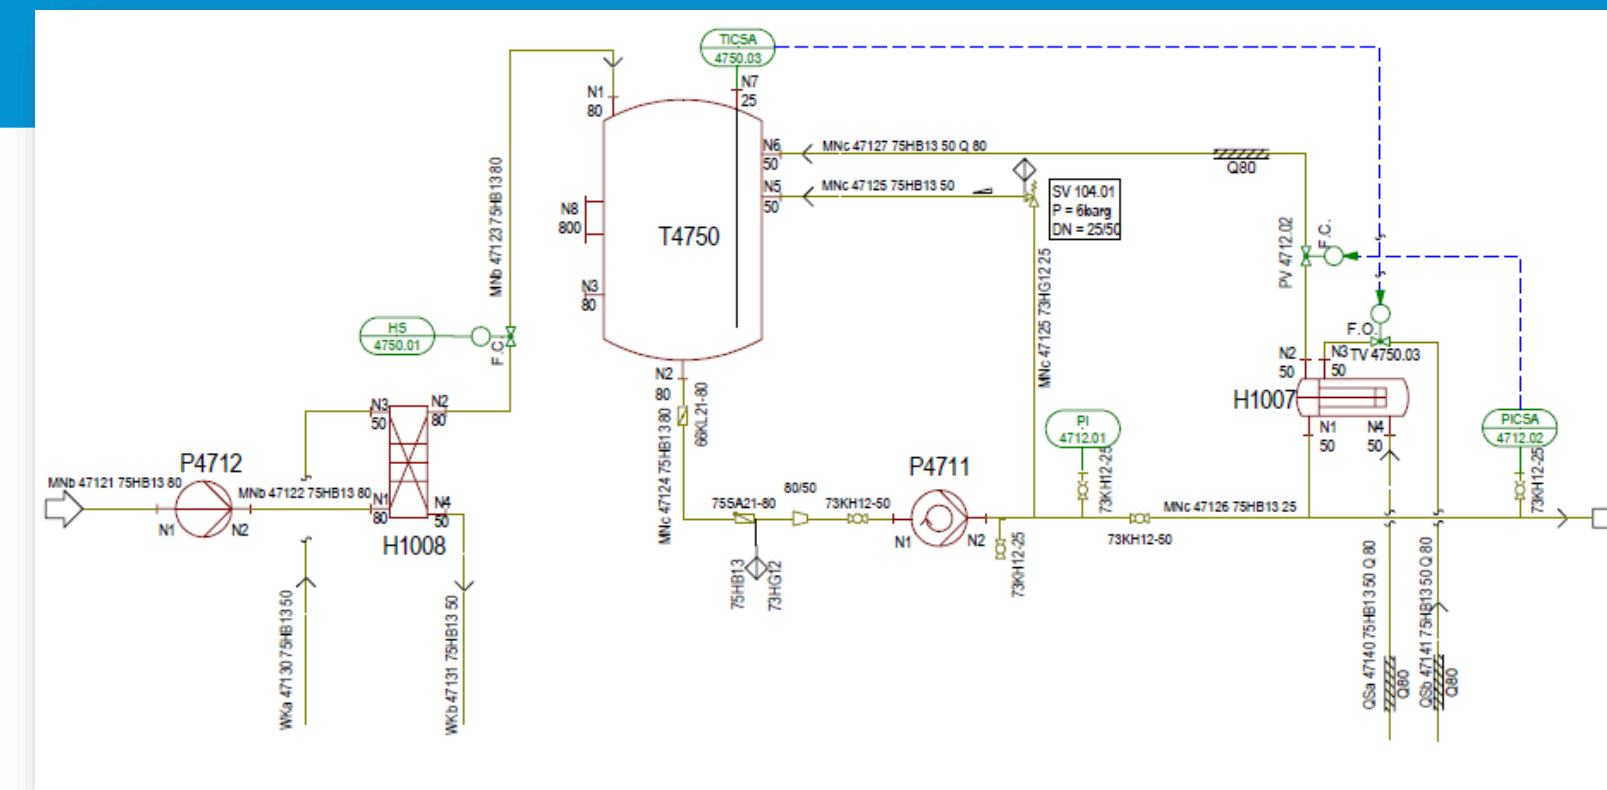 TICSA
4750.03
N7
25
N1
80
N6
50
MNc 47127 75HB13 50 Q 80
Q80
N5
50
MNc 47125 75HB13 50
SV 104.01
P = 6barg
DN = 25/50
N8
800
T4750
MNb 47123 75HB13 80
F.C.
PV 4712.02
MNc 47125 73HG12 25
N3
80
HS
4750.01
F.C.
F.O.
TV 4750.03
N2
50
N3
50
H1007
N1
50
N4
50
N2
80
66KL21-80
MNc 47124 75HB13 80
N3
50
N2
80
PI
4712.01
73KH12-25
PICSA
4712.02
73KH12-25
P4712
MNb 47121 75HB13 80
N1
N2
MNb 47122 75HB13 80
N1
80
N4
50
H1008
75SA21-80
80/50
73KH12-50
P4711
N1
N2
73KH12-25
MNc 47126 75HB13 25
73KH12-50
75HB13
73HG12
WKa 47130 75HB13 50
WKb 47131 75HB13 50
QSa 47140 75HB13 50 Q 80
Q80
QSb 47141 75HB13 50 Q 80
Q80